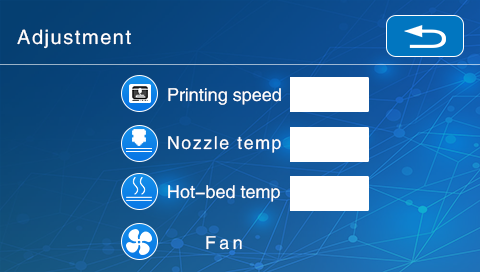 Adjustment
Printing speed
Nozzle temp
Hot-bed temp
Fan